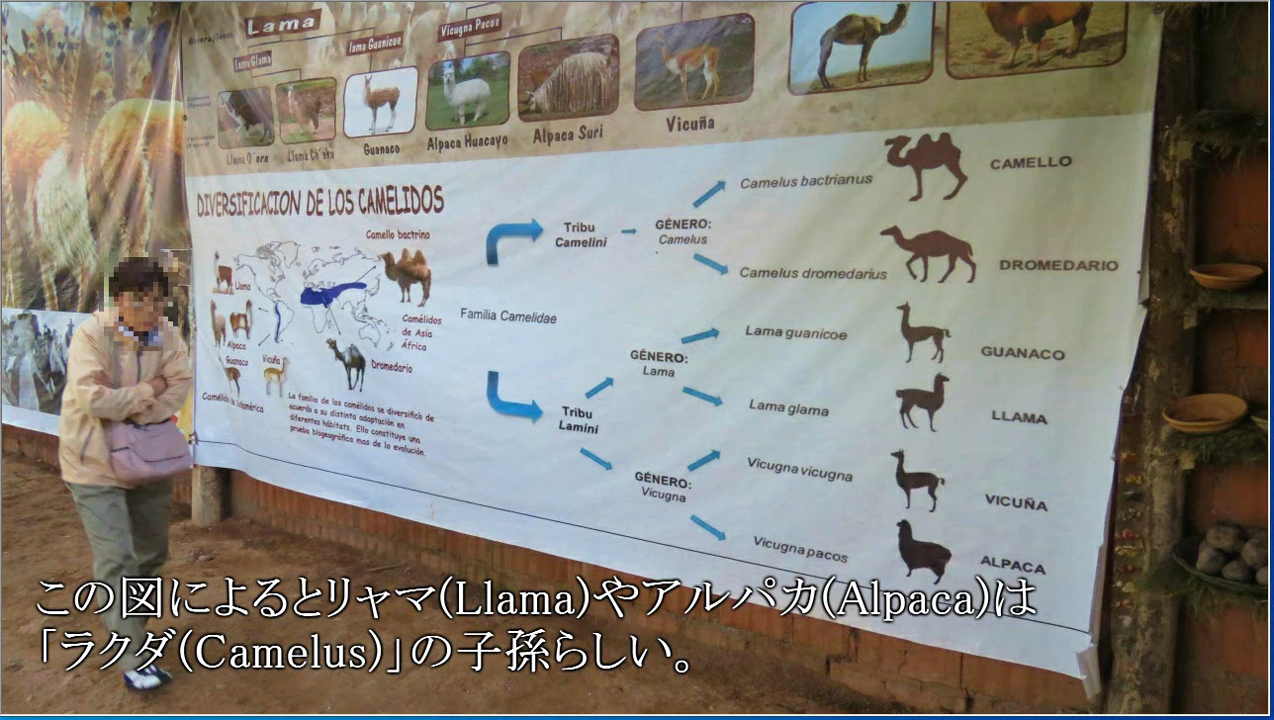 Lama
Vicugna Pacos
lama Guanicoe
Lama Glama
Llama Q'ara
Llama Ch'aku
Guanaco
Alpaca Huacayo
Alpaca Suri
Vicuña
DIVERSIFICACION DE LOS CAMELIDOS
Camello bactrino
Llama
Alpaca
Guanaco
Vicuña
Camélidos
de Asia
África
Dromedario
Camélidos de Sudamérica
La familia de los camélidos se diversificó de
acuerdo a su distinta adaptación en
diferentes hábitats. Ello constituye una
prueba biogeográfica mas de la evolución.
Familia Camelidae
Tribu
Camelini
GÉNERO:
Camelus
Camelus bactrianus
CAMELLO
Camelus dromedarius
DROMEDARIO
Tribu
Lamini
GÉNERO:
Lama
Lama guanicoe
GUANACO
Lama glama
LLAMA
GÉNERO:
Vicugna
Vicugna vicugna
VICUÑA
Vicugna pacos
ALPACA
この図によるとリャマ(Llama)やアルパカ(Alpaca)は
「ラクダ(Camelus)」の子孫らしい。